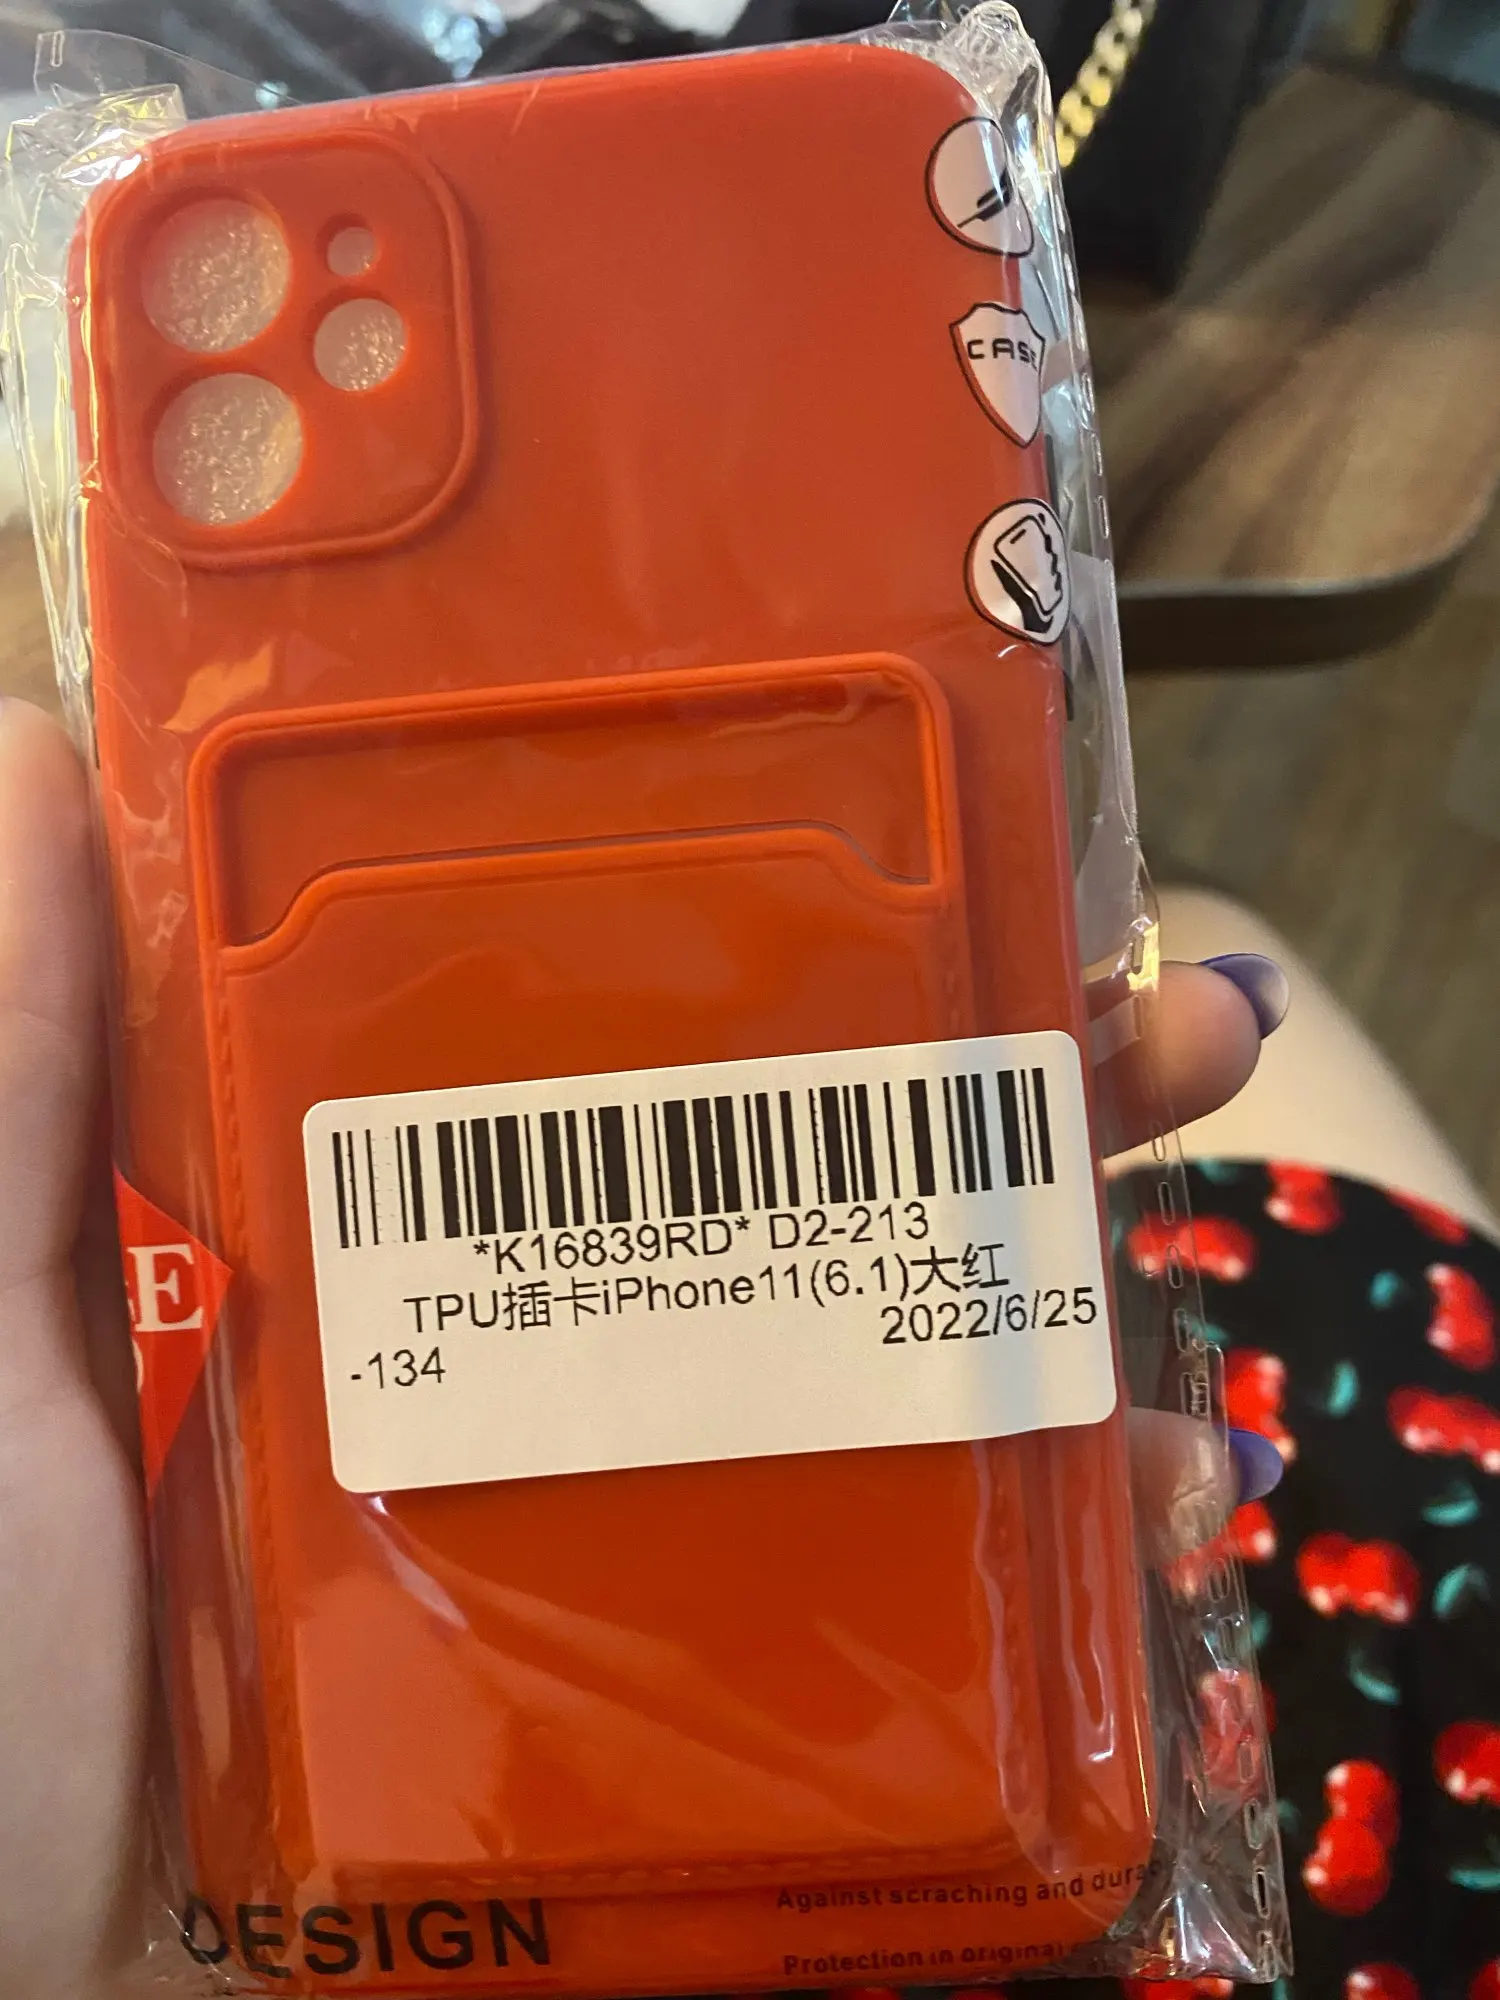 CASE
*K16839RD* D2-213
TPU插卡iPhone11(6.1)大红
2022/6/25
-134
E
DESIGN
Against scraching and
Protection in original